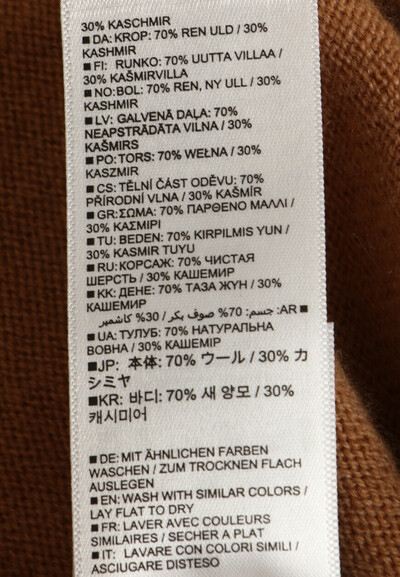 30% KASCHMIR
■ DA: KROP: 70% REN ULD / 30%
KASHMIR
■ FI: RUNKO: 70% UUTTA VILLAA /
30% KAŠMIRVILLA
■ NO: BOL: 70% REN, NY ULL / 30%
KASHMIR
■ LV: GALVENĀ DAĻA: 70%
NEAPSTRĀDĀTA VILNA / 30%
KAŠMIRS
■ PO: TORS: 70% WEŁNA / 30%
KASZMIR
■ CS: TĚLNÍ ČÁST ODĚVU: 70%
PŘÍRODNÍ VLNA / 30% KAŠMÍR
■ GR: ΣΩΜΑ: 70% ΠΑΡΘΕΝΟ ΜΑΛΛΙ /
30% ΚΑΣΜΙΡΙ
■ TU: BEDEN: 70% KIRPILMIS YUN /
30% KASMIR TUYU
■ RU: КОРСАЖ: 70% ЧИСТАЯ
ШЕРСТЬ / 30% КАШЕМИР
■ KK: ДЕНЕ: 70% ТАЗА ЖҮН / 30%
КАШЕМИР
■ AR: جسم: 70% صوف بكر / 30% كاشمير
■ UA: ТУЛУБ: 70% НАТУРАЛЬНА
ВОВНА / 30% КАШЕМІР
■JP: 本体: 70% ウール / 30% カ
シミヤ
■KR: 바디: 70% 새 양모 / 30%
캐시미어
■ DE: MIT ÄHNLICHEN FARBEN
WASCHEN / ZUM TROCKNEN FLACH
AUSLEGEN
■ EN: WASH WITH SIMILAR COLORS /
LAY FLAT TO DRY
■ FR: LAVER AVEC COULEURS
SIMILAIRES / SECHER A PLAT
■ IT: LAVARE CON COLORI SIMILI /
ASCIUGARE DISTESO